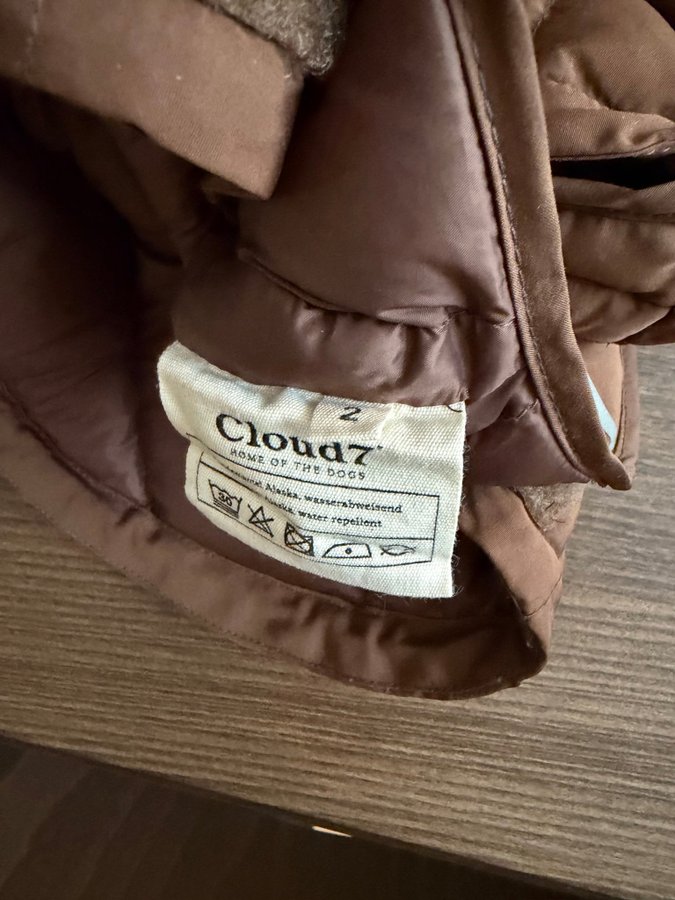 2
Cloud7
HOME OF THE DOGS
Alaska, wasserabweisend
water repellent
30